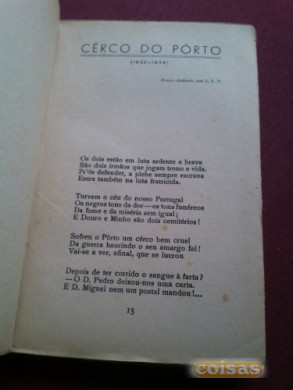 CÊRCO DO PÔRTO
(1832-1834)
Os dois estão em luta ardente e brava
São dois irmãos que jogam trono e vida.
Pr'ós defender, a plebe sempre escrava
Entra também na luta fratricida.
Turvam o céu do nosso Portugal
Os negros tons da dor — os tons funéreos
Da fome e da miséria sem igual;
E Douro e Minho são dois cemitérios!
Sofreu o Pôrto um cêrco bem cruel
Da guerra haurindo o seu amargo fel!
Vai-se a ver, afinal, que se lucrou
Depois de ter corrido o sangue à farta?
— O D. Pedro deixou-nos uma carta.
E D. Miguel nem um postal mandou!...
15
coisas